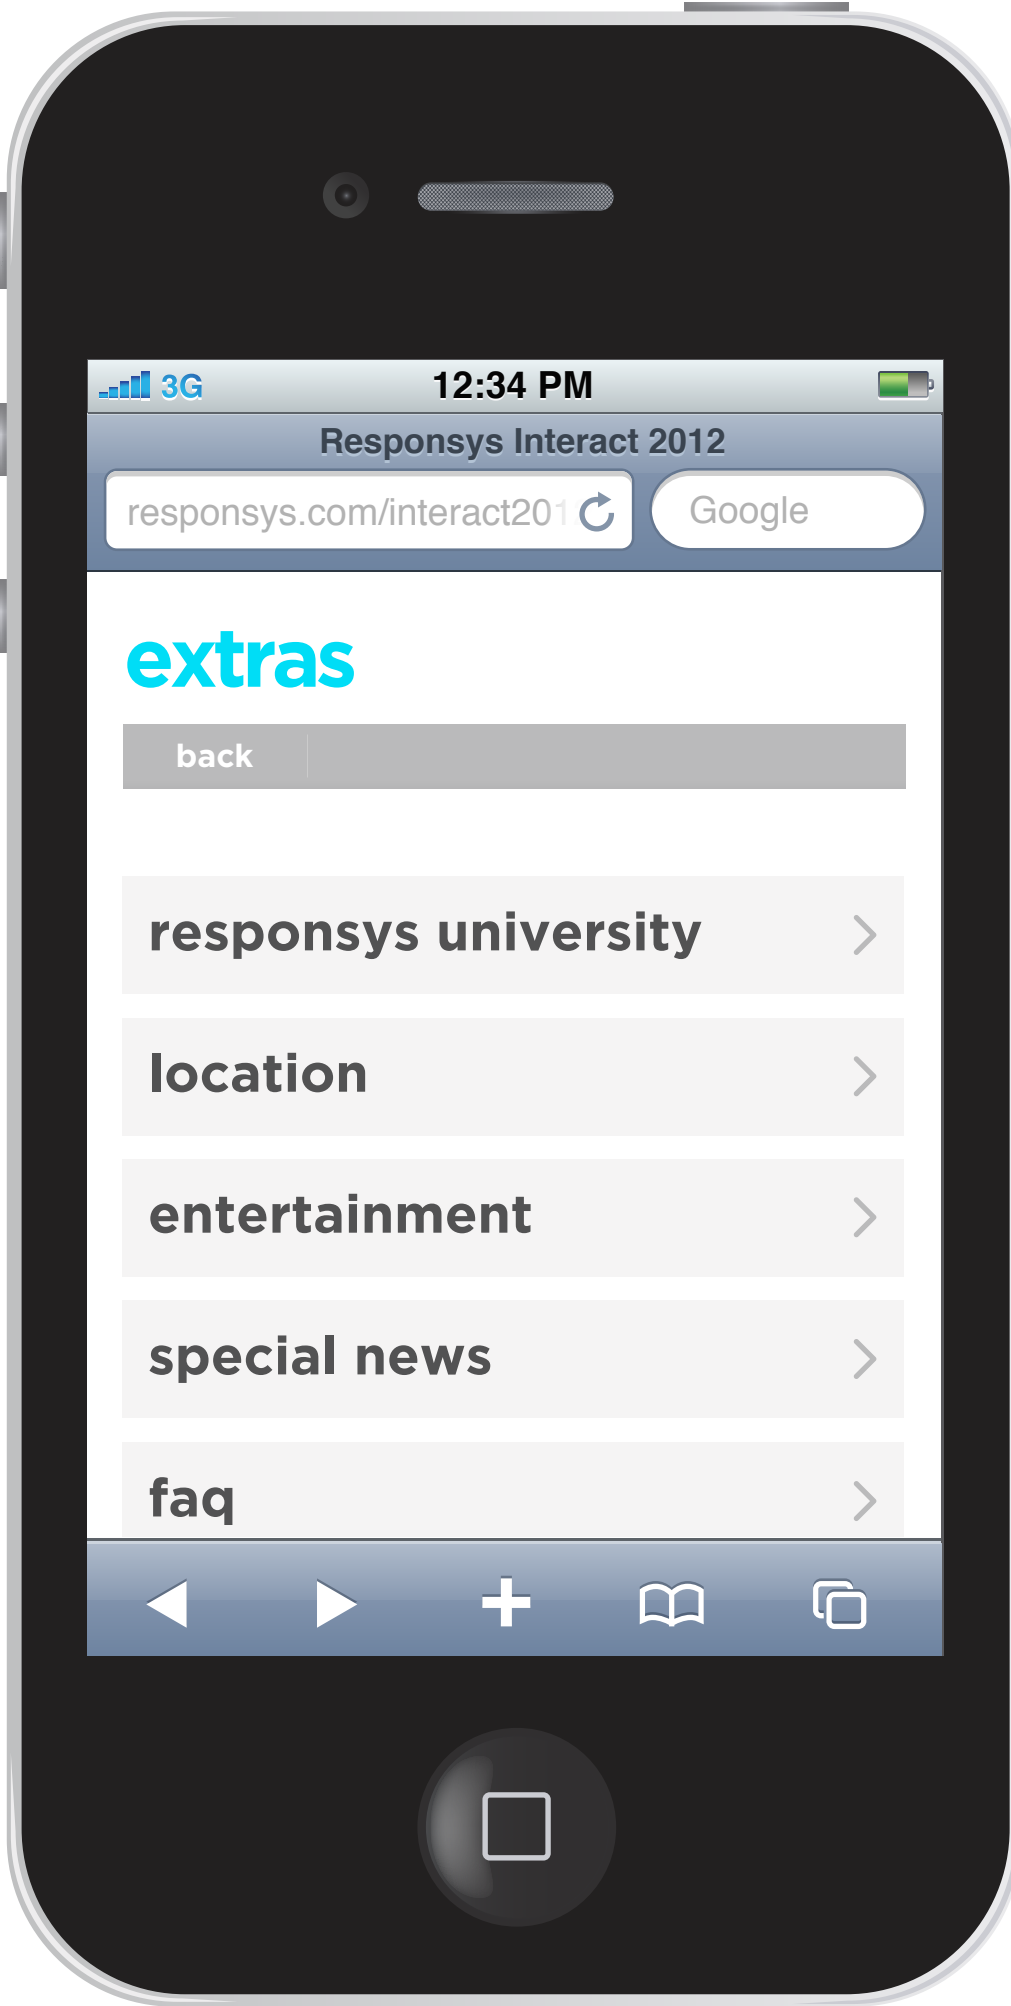 3G 12:34 PM
Responsys Interact 2012
responsys.com/interact201 Google
extras
back
responsys university
location
entertainment
special news
faq